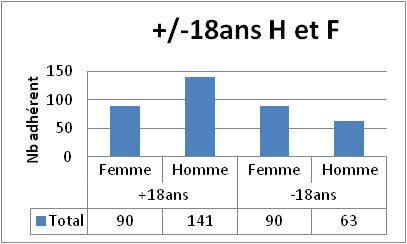 +/-18ans H et F
Nb adhérent
150
100
50
0
Femme Homme Femme Homme
+18ans -18ans
Total 90 141 90 63